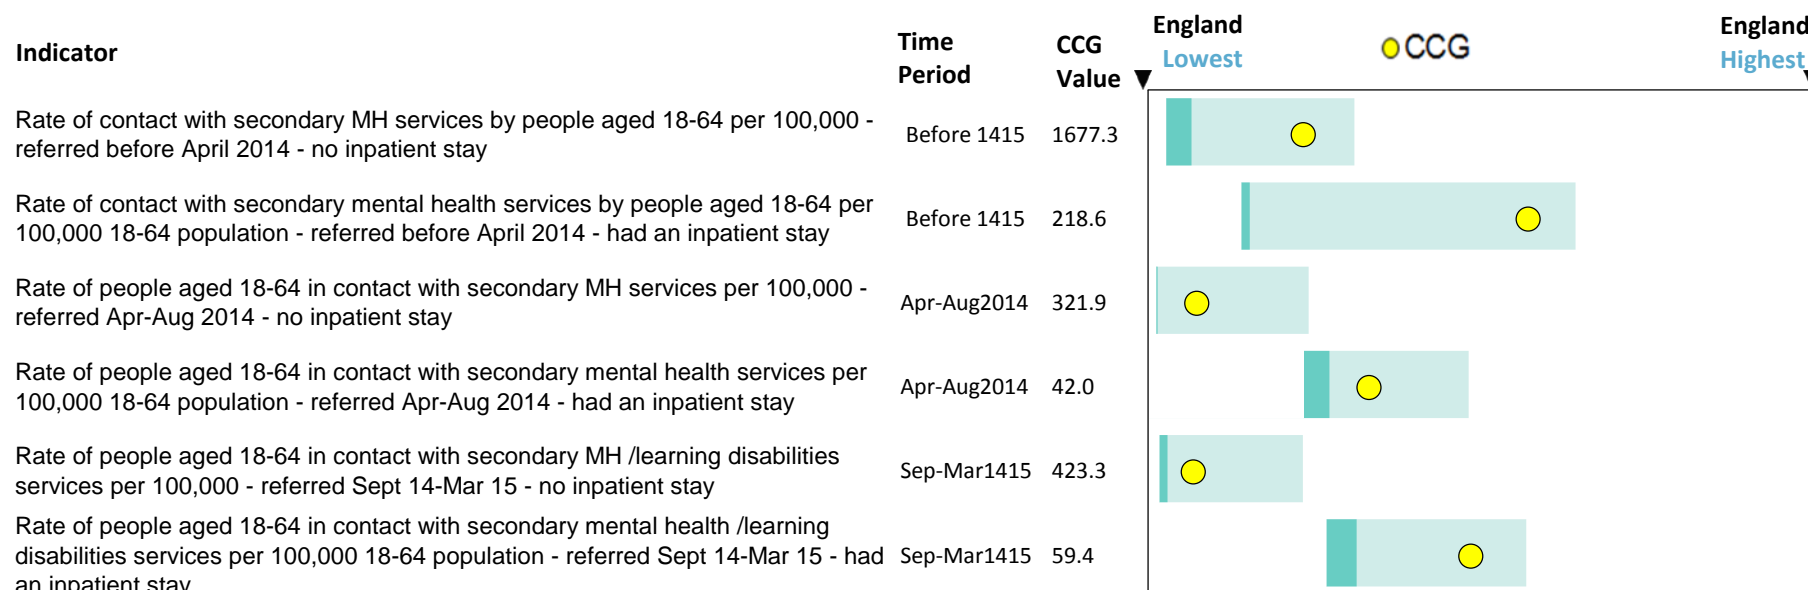 Indicator
Time
Period
CCG
Value
England
Lowest
CCG
England
Highest
Rate of contact with secondary MH services by people aged 18-64 per 100,000 -
referred before April 2014 - no inpatient stay
Before 1415
1677.3
Rate of contact with secondary mental health services by people aged 18-64 per
100,000 18-64 population - referred before April 2014 - had an inpatient stay
Before 1415
218.6
Rate of people aged 18-64 in contact with secondary MH services per 100,000 -
referred Apr-Aug 2014 - no inpatient stay
Apr-Aug2014
321.9
Rate of people aged 18-64 in contact with secondary mental health services per
100,000 18-64 population - referred Apr-Aug 2014 - had an inpatient stay
Apr-Aug2014
42.0
Rate of people aged 18-64 in contact with secondary MH /learning disabilities
services per 100,000 - referred Sept 14-Mar 15 - no inpatient stay
Sep-Mar1415
423.3
Rate of people aged 18-64 in contact with secondary mental health /learning
disabilities services per 100,000 18-64 population - referred Sept 14-Mar 15 - had
an inpatient stay
Sep-Mar1415
59.4